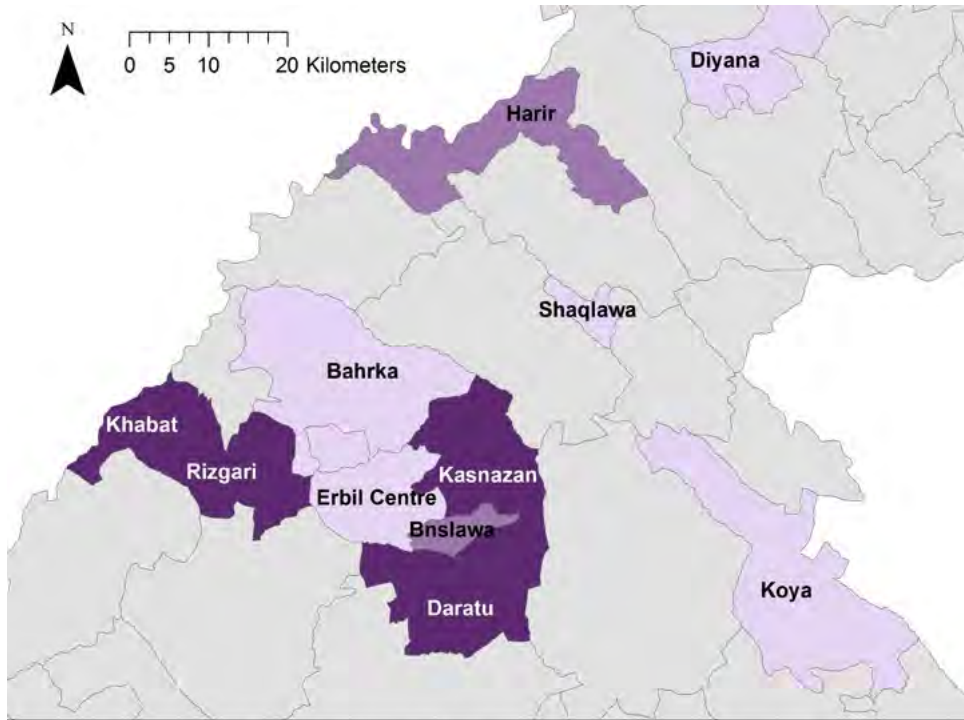 N
0 5 10 20 Kilometers
Diyana
Harir
Shaqlawa
Bahrka
Khabat
Rizgari
Kasnazan
Erbil Centre
Bnslawa
Koya
Daratu